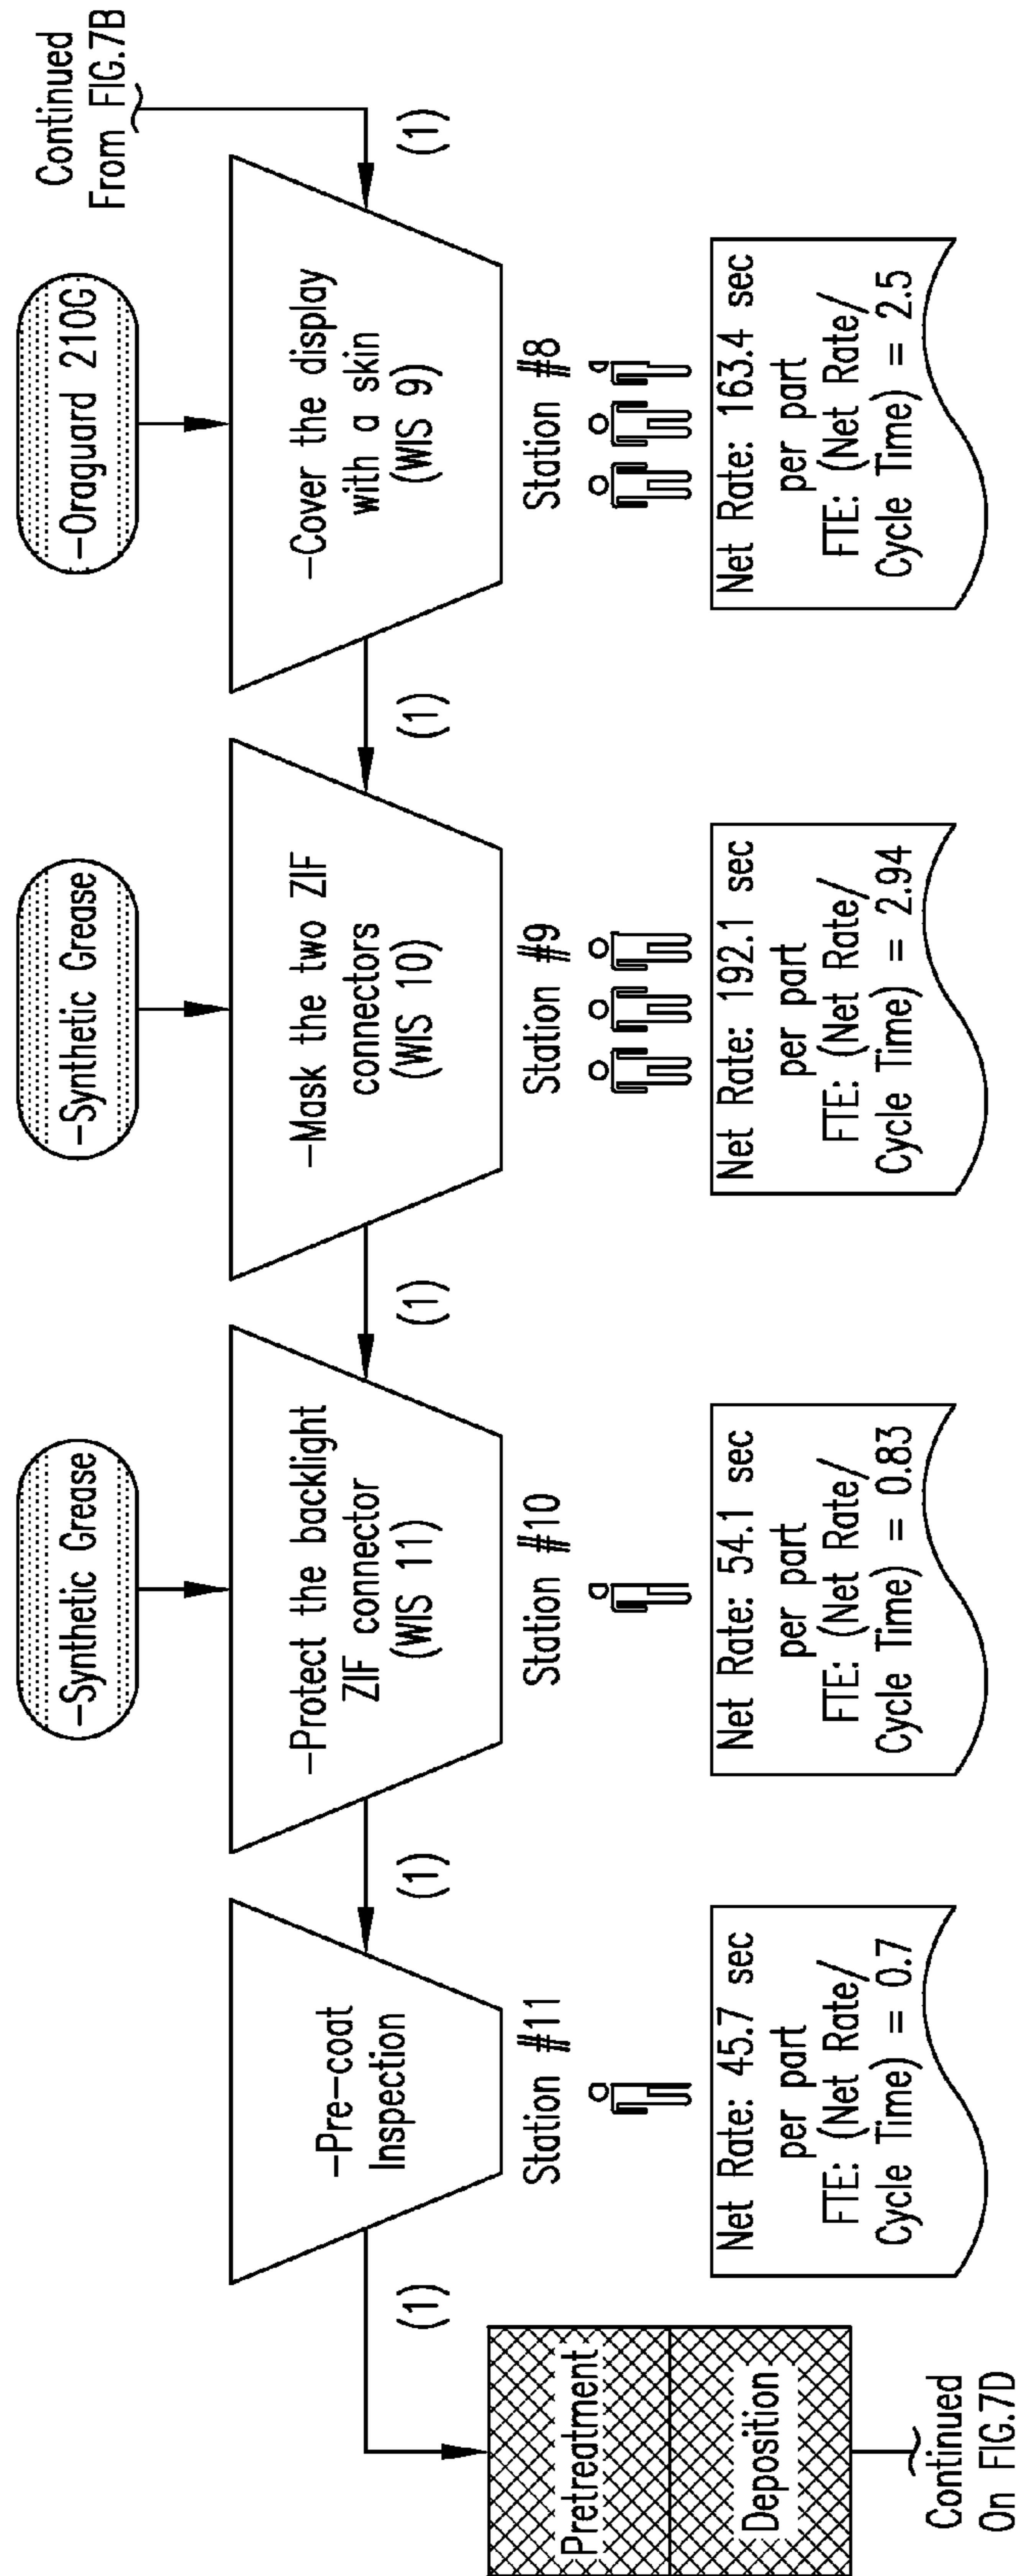 Continued
From FIG.7B
(1)
-Oraguard 210G
-Cover the display
with a skin
(WIS 9)
Station #8
Net Rate: 163.4 sec
per part
FTE: (Net Rate/
Cycle Time) = 2.5
(1)
-Synthetic Grease
-Mask the two ZIF
connectors
(WIS 10)
Station #9
Net Rate: 192.1 sec
per part
FTE: (Net Rate/
Cycle Time) = 2.94
(1)
-Synthetic Grease
-Protect the backlight
ZIF connector
(WIS 11)
Station #10
Net Rate: 54.1 sec
per part
FTE: (Net Rate/
Cycle Time) = 0.83
(1)
-Pre-coat
Inspection
Station #11
Net Rate: 45.7 sec
per part
FTE: (Net Rate/
Cycle Time) = 0.7
(1)
Pretreatment
Deposition
Continued
On FIG.7D